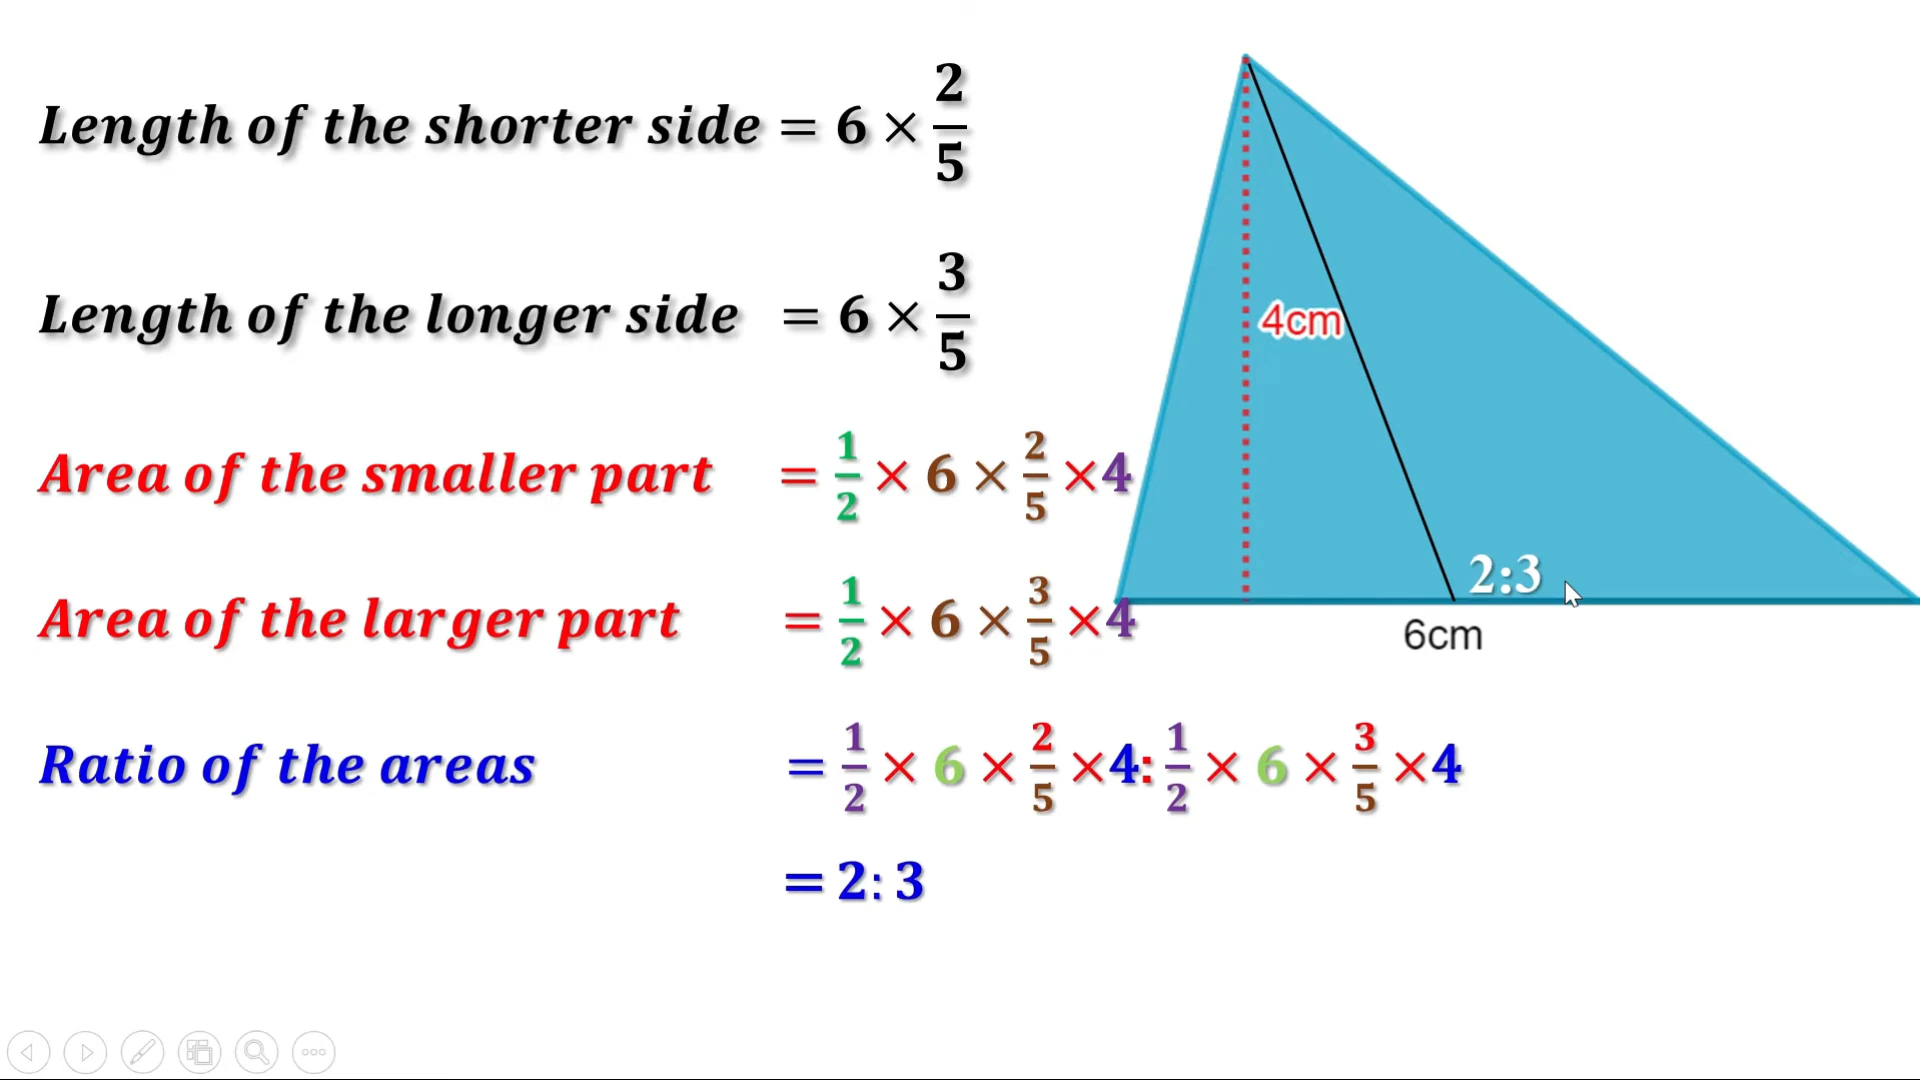 Length of the shorter side = 6 × 2/5
Length of the longer side = 6 × 3/5
4cm
Area of the smaller part = 1/2 × 6 × 2/5 ×4
2:3
Area of the larger part = 1/2 × 6 × 3/5 ×4
6cm
Ratio of the areas = 1/2 × 6 × 2/5 ×4: 1/2 × 6 × 3/5 ×4
= 2: 3